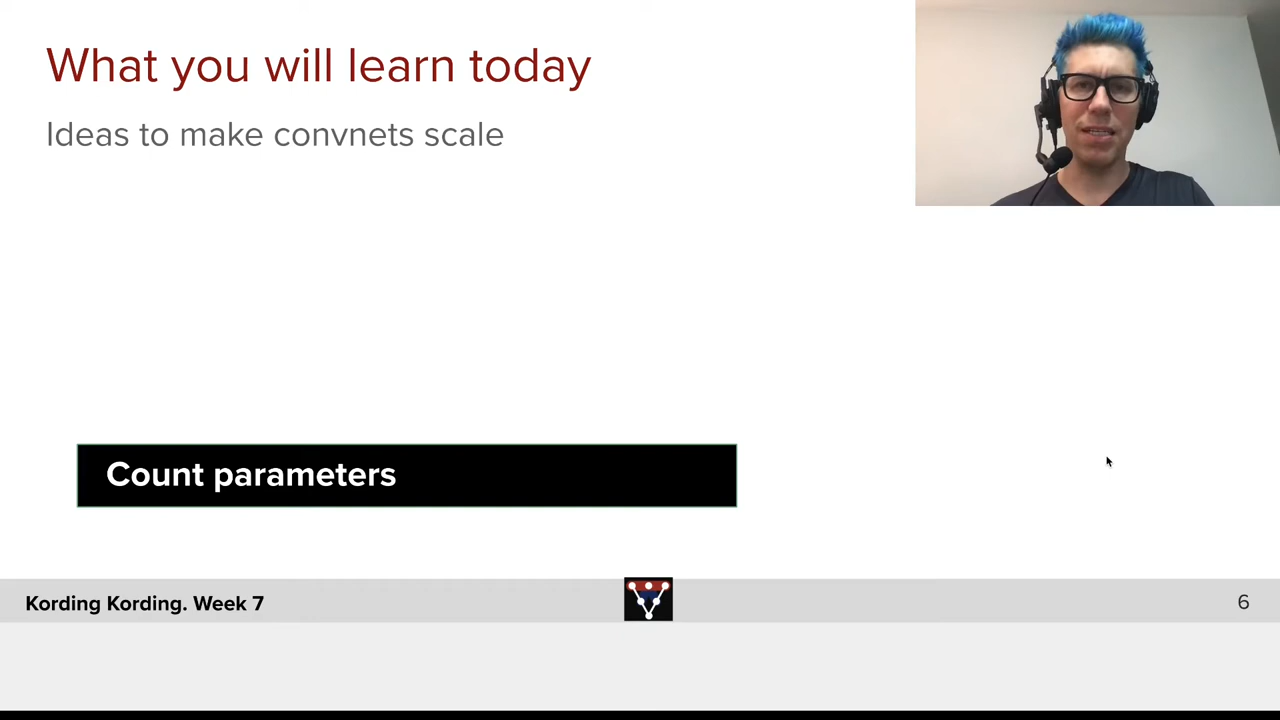 What you will learn today
Ideas to make convnets scale
Count parameters
Kording Kording. Week 7
6